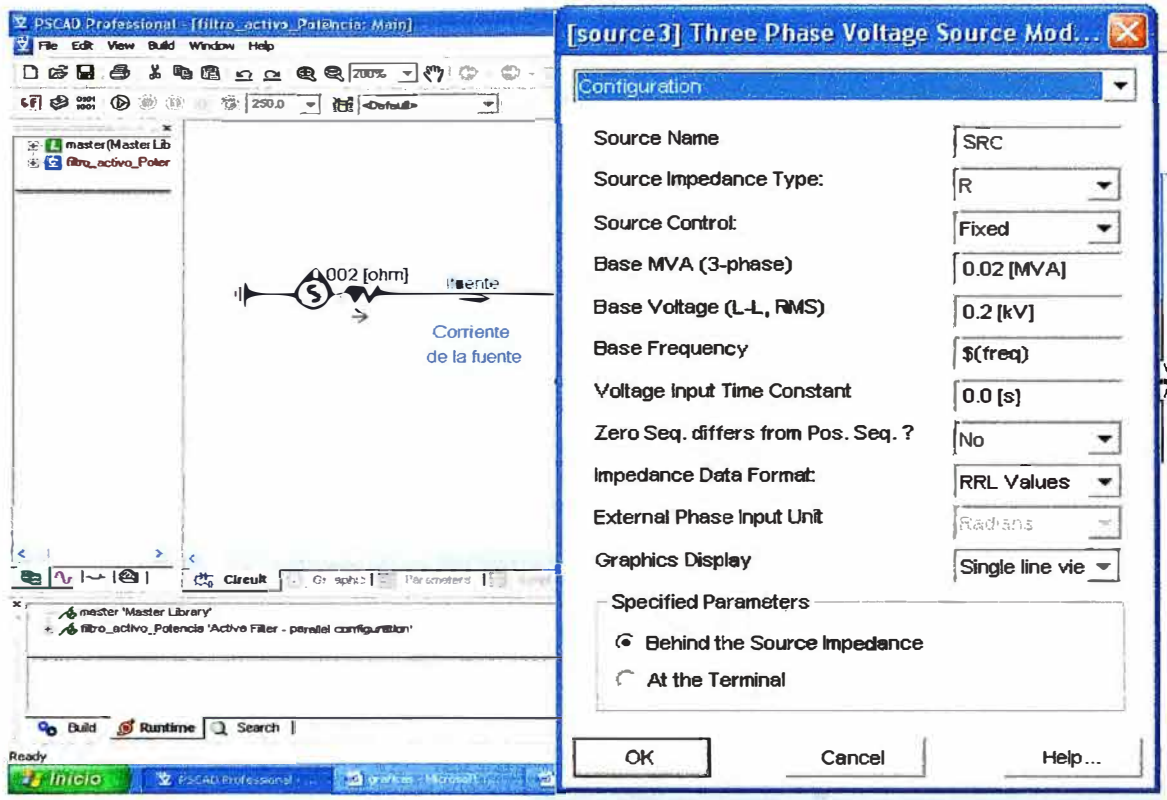 PSCAD Professional - [filtro_activo_Potencia: Main]
File Edit View Build Window Help
200%
250.0 <Default>
master(Master Lib
filtro_activo_Poter
0.002 [ohm]
Ifuente
Corriente
de la fuente
Circuit Graphic Parameters
master 'Master Library'
filtro_activo_Potencia 'Active Filter - parallel configuration'
Build Runtime Search
Ready
Inicio PSCAD Professional - ... graficas - Microsoft
[source3] Three Phase Voltage Source Mod...
Configuration
Source Name SRC
Source Impedance Type: R
Source Control: Fixed
Base MVA (3-phase) 0.02 [MVA]
Base Voltage (L-L, RMS) 0.2 [kV]
Base Frequency $(freq)
Voltage Input Time Constant 0.0 [s]
Zero Seq. differs from Pos. Seq. ? No
Impedance Data Format: RRL Values
External Phase Input Unit Radians
Graphics Display Single line vie
Specified Parameters
Behind the Source Impedance
At the Terminal
OK Cancel Help...